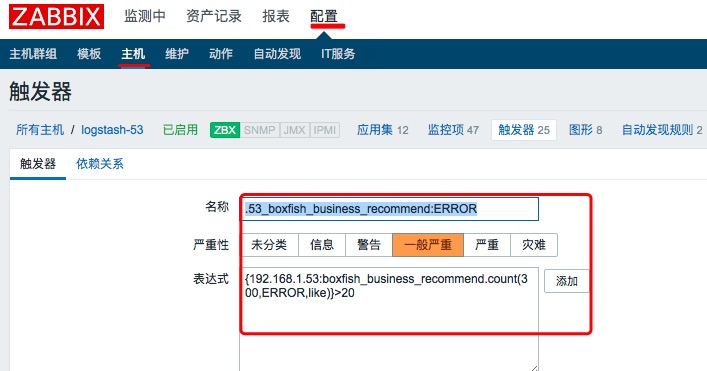 ZABBIX 监测中 资产记录 报表 配置
主机群组 模板 主机 维护 动作 自动发现 IT服务
触发器
所有主机 / logstash-53 已启用 ZBX SNMP JMX IPMI 应用集 12 监控项 47 触发器 25 图形 8 自动发现规则 2
触发器 依赖关系
名称 .53_boxfish_business_recommend:ERROR
严重性 未分类 信息 警告 一般严重 严重 灾难
表达式 {192.168.1.53:boxfish_business_recommend.count(3 添加
00,ERROR,like)}>20